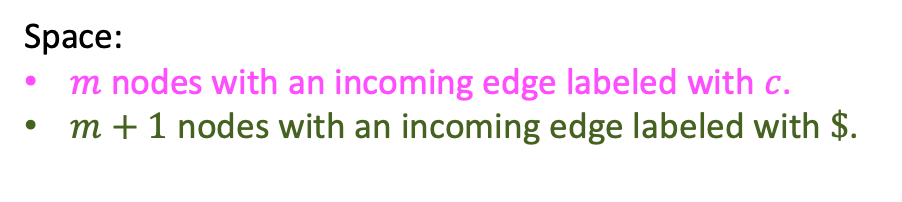 Space:
• m nodes with an incoming edge labeled with c.
• m + 1 nodes with an incoming edge labeled with $.